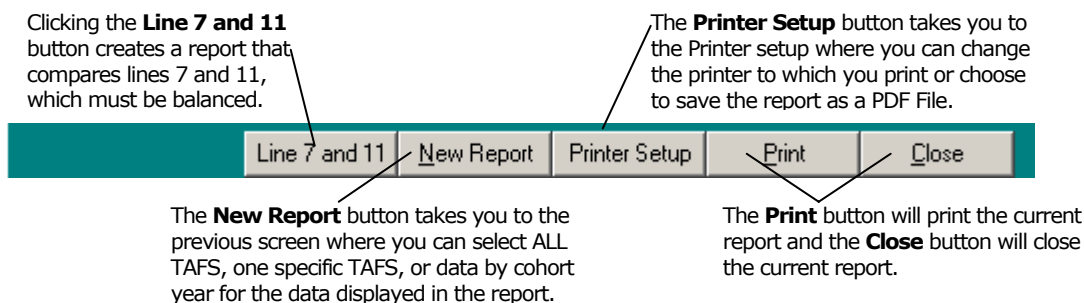 Clicking the Line 7 and 11
button creates a report that
compares lines 7 and 11,
which must be balanced.
The Printer Setup button takes you to
the Printer setup where you can change
the printer to which you print or choose
to save the report as a PDF File.
Line 7 and 11
New Report
Printer Setup
Print
Close
The New Report button takes you to the
previous screen where you can select ALL
TAFS, one specific TAFS, or data by cohort
year for the data displayed in the report.
The Print button will print the current
report and the Close button will close
the current report.